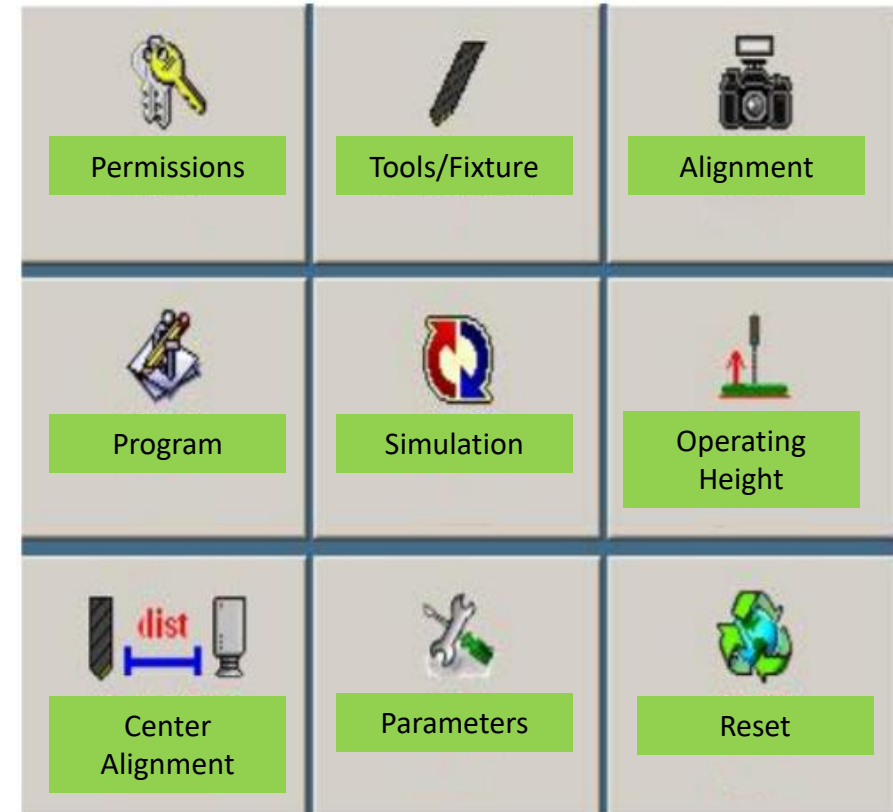 Permissions
Tools/Fixture
Alignment
Program
Simulation
Operating
Height
dist
Center
Alignment
Parameters
Reset